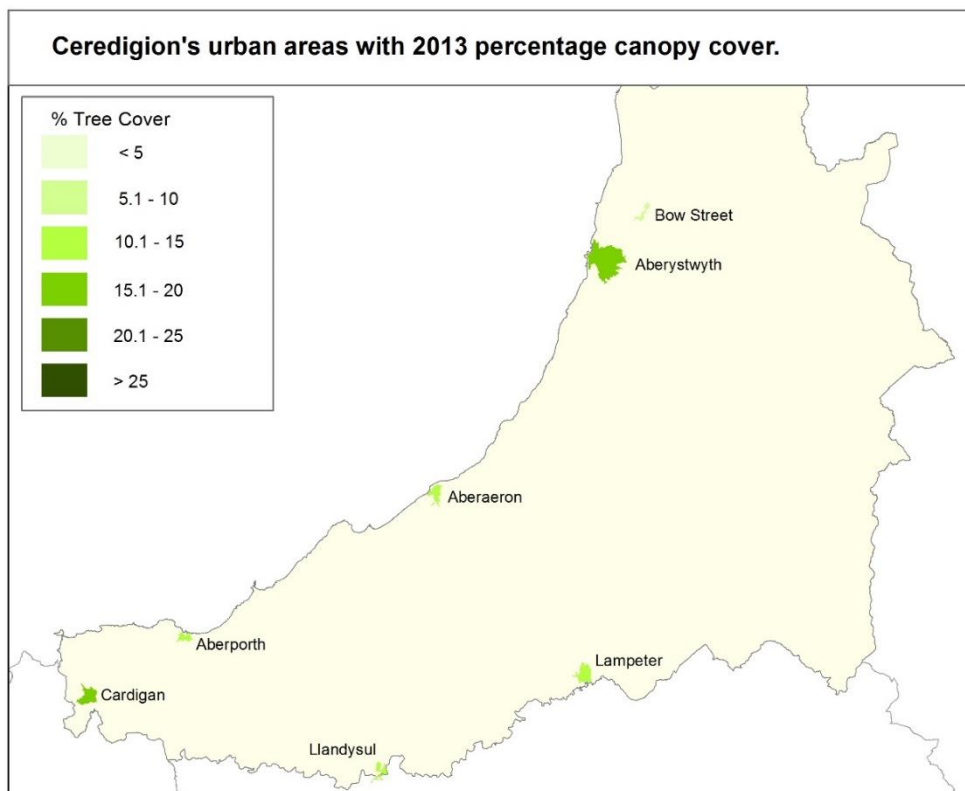 Ceredigion's urban areas with 2013 percentage canopy cover.
% Tree Cover
< 5
5.1 - 10
10.1 - 15
15.1 - 20
20.1 - 25
> 25
Bow Street
Aberystwyth
Aberaeron
Aberporth
Lampeter
Cardigan
Llandysul